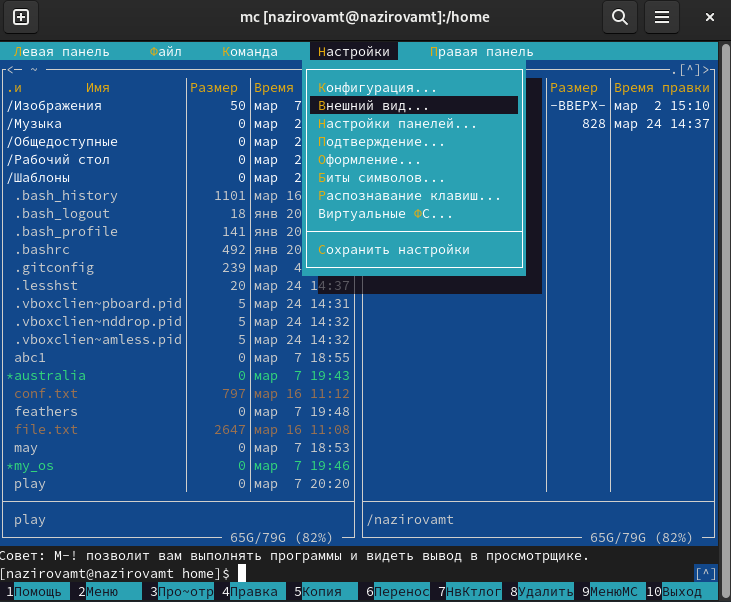 mc [nazirovamt@nazirovamt]:/home
Левая панель Файл Команда Настройки Правая панель
<— ~ .[^]>
.и Имя Размер Время Размер Время правки
/Изображения 50 мар 7 -ВВЕРХ- мар 2 15:10
/Музыка 0 мар 2 828 мар 24 14:37
/Общедоступные 0 мар 2
/Рабочий стол 0 мар 2
/Шаблоны 0 мар 2
.bash_history 1101 мар 16
.bash_logout 18 янв 20
.bash_profile 141 янв 20
.bashrc 492 янв 20
.gitconfig 239 мар 4
.lesshst 20 мар 24 14:37
.vboxclien~pboard.pid 5 мар 24 14:31
.vboxclien~nddrop.pid 5 мар 24 14:32
.vboxclien~amless.pid 5 мар 24 14:32
abc1 0 мар 7 18:55
*australia 0 мар 7 19:43
conf.txt 797 мар 16 11:12
feathers 0 мар 7 19:48
file.txt 2647 мар 16 11:08
may 0 мар 7 18:53
*my_os 0 мар 7 19:46
play 0 мар 7 20:20
Конфигурация...
Внешний вид...
Настройки панелей...
Подтверждение...
Оформление...
Биты символов...
Распознавание клавиш...
Виртуальные ФС...
Сохранить настройки
play /nazirovamt
65G/79G (82%) 65G/79G (82%)
Совет: M-! позволит вам выполнять программы и видеть вывод в просмотрщике.
[nazirovamt@nazirovamt home]$ [^]
1Помощь 2Меню 3Про~отр 4Правка 5Копия 6Перенос 7НвКтлог 8Удалить 9МенюМС 10Выход